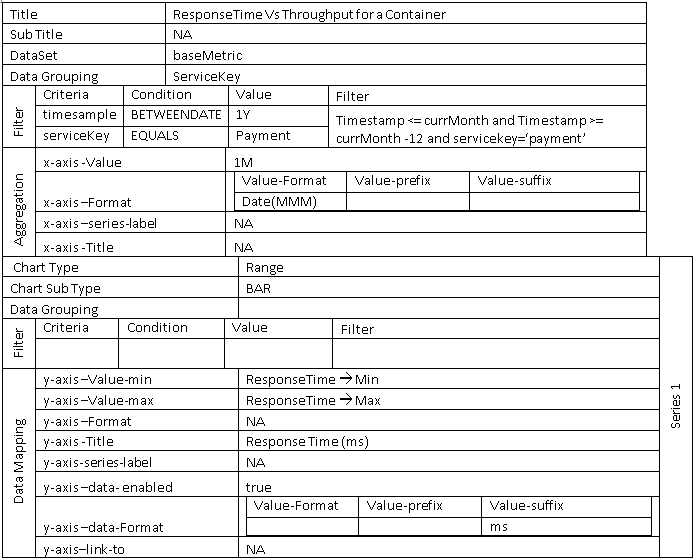 Title ResponseTime Vs Throughput for a Container
Sub Title NA
DataSet baseMetric
Data Grouping ServiceKey
Filter
Criteria Condition Value Filter
timesample BETWEENDATE 1Y
serviceKey EQUALS Payment
Timestamp <= currMonth and Timestamp >=
currMonth -12 and servicekey=‘payment’
Aggregation
x-axis -Value 1M
x-axis–Format
Value-Format Value-prefix Value-suffix
Date(MMM)
x-axis–series-label NA
x-axis -Title NA
Chart Type Range
Chart Sub Type BAR
Data Grouping
Series 1
Filter
Criteria Condition Value Filter
Data Mapping
y-axis–Value-min ResponseTime → Min
y-axis–Value-max ResponseTime → Max
y-axis–Format NA
y-axis -Title Response Time (ms)
y-axis-series-label NA
y-axis–data- enabled true
y-axis–data-Format
Value-Format Value-prefix Value-suffix
ms
y-axis–link-to NA